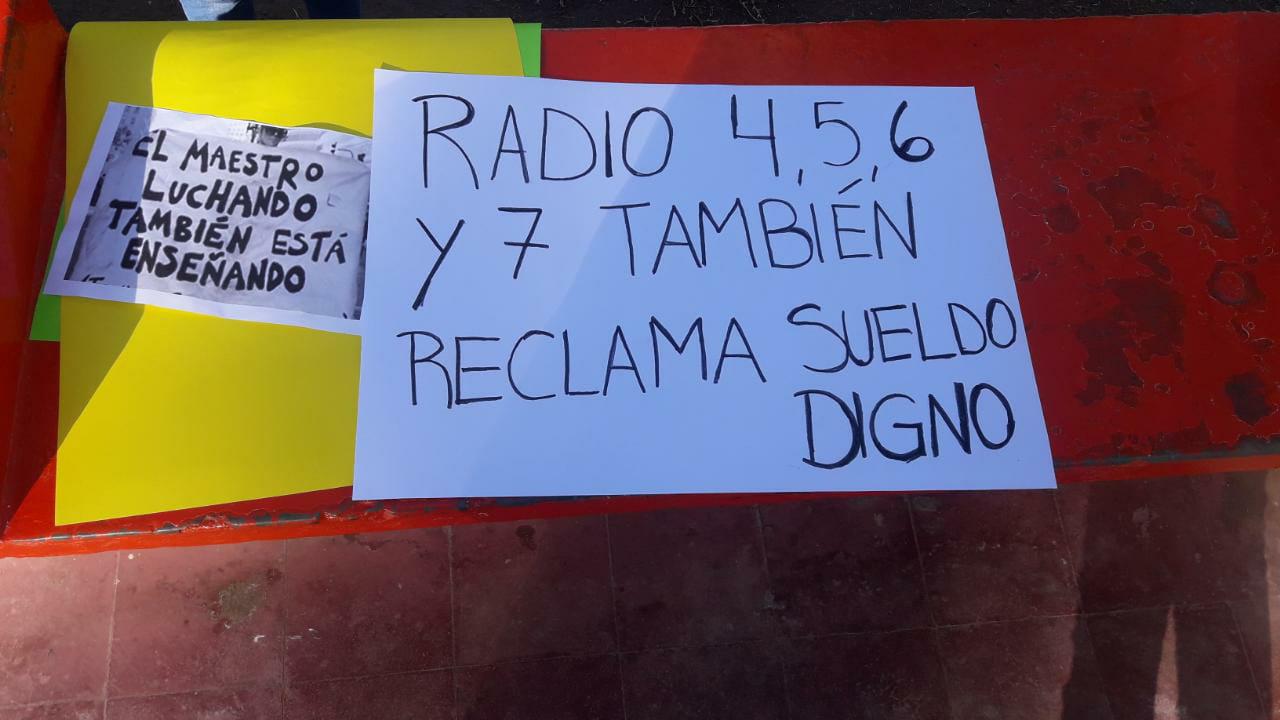 EL MAESTRO
LUCHANDO
TAMBIÉN ESTÁ
ENSEÑANDO
RADIO 4,5,6
Y 7 TAMBIÉN
RECLAMA SUELDO
DIGNO